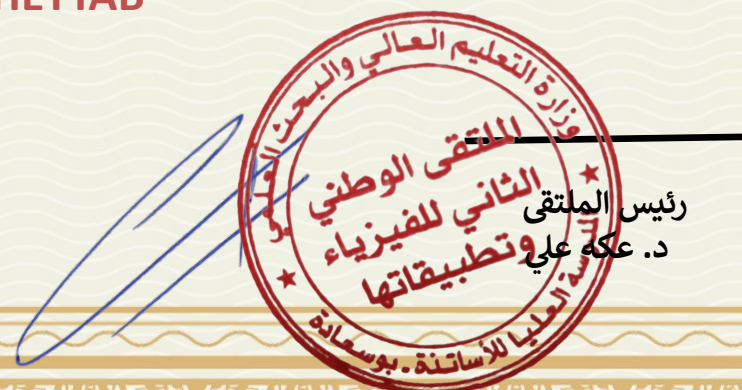 وزارة التعليم العالي والبحث العلمي
الملتقى الوطني
الثاني للفيزياء
وتطبيقاتها
المدرسة العليا للأساتذة. بوسعادة
رئيس الملتقى
د. عكه علي